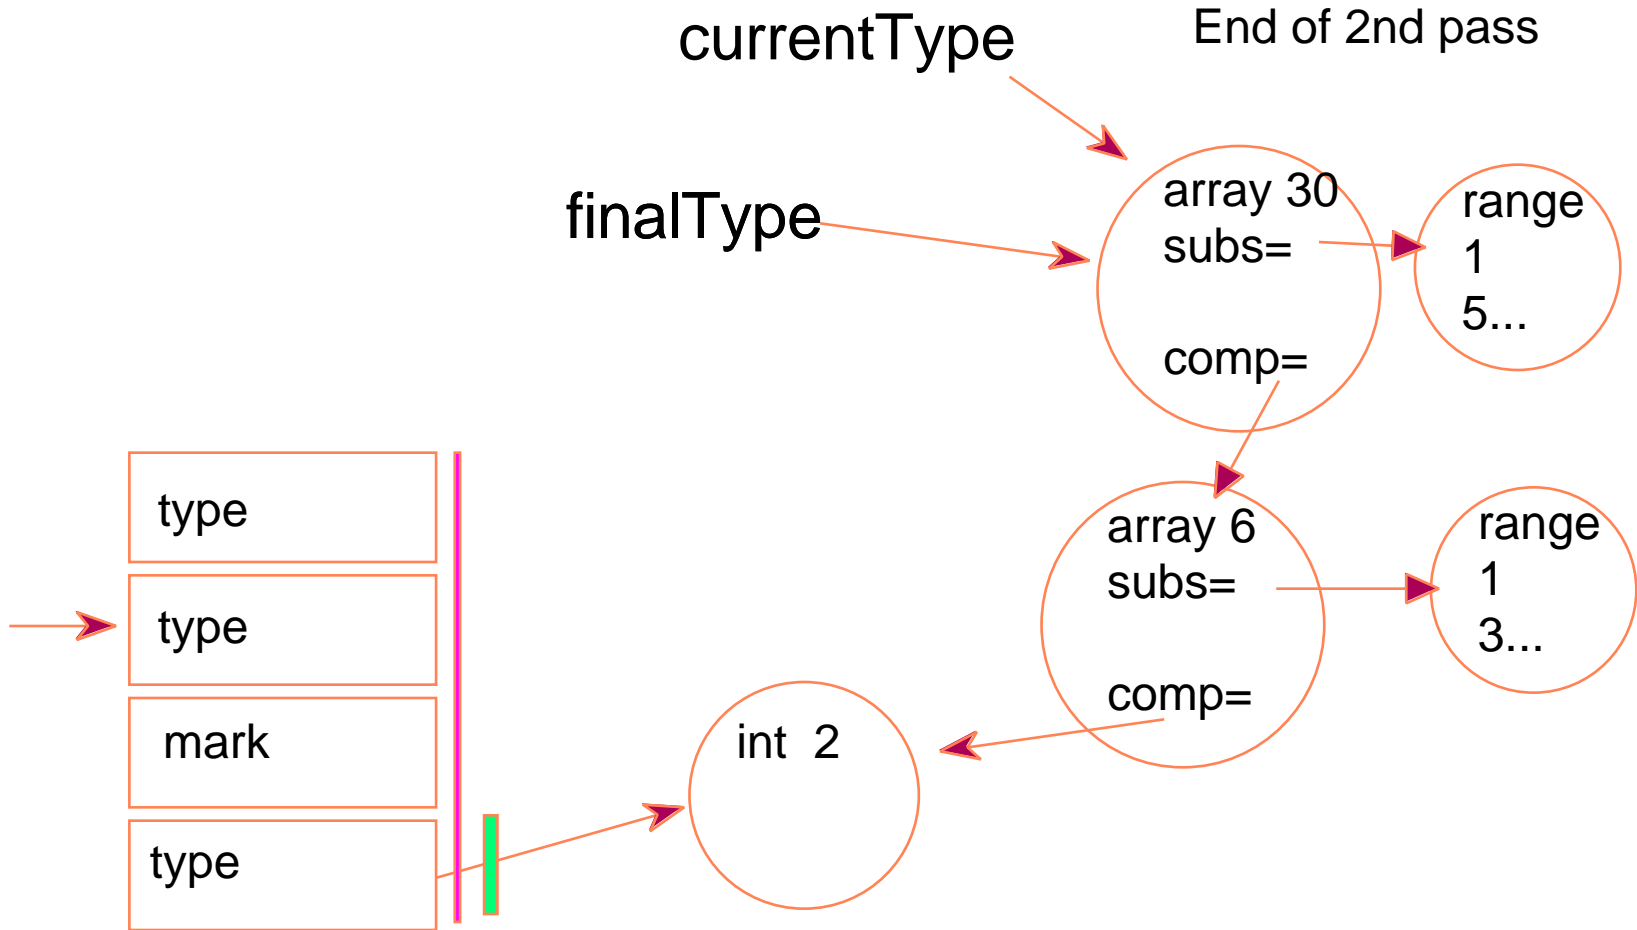 currentType
End of 2nd pass
finalType
array 30
subs=
comp=
range
1
5...
type
type
mark
type
int  2
array 6
subs=
comp=
range
1
3...